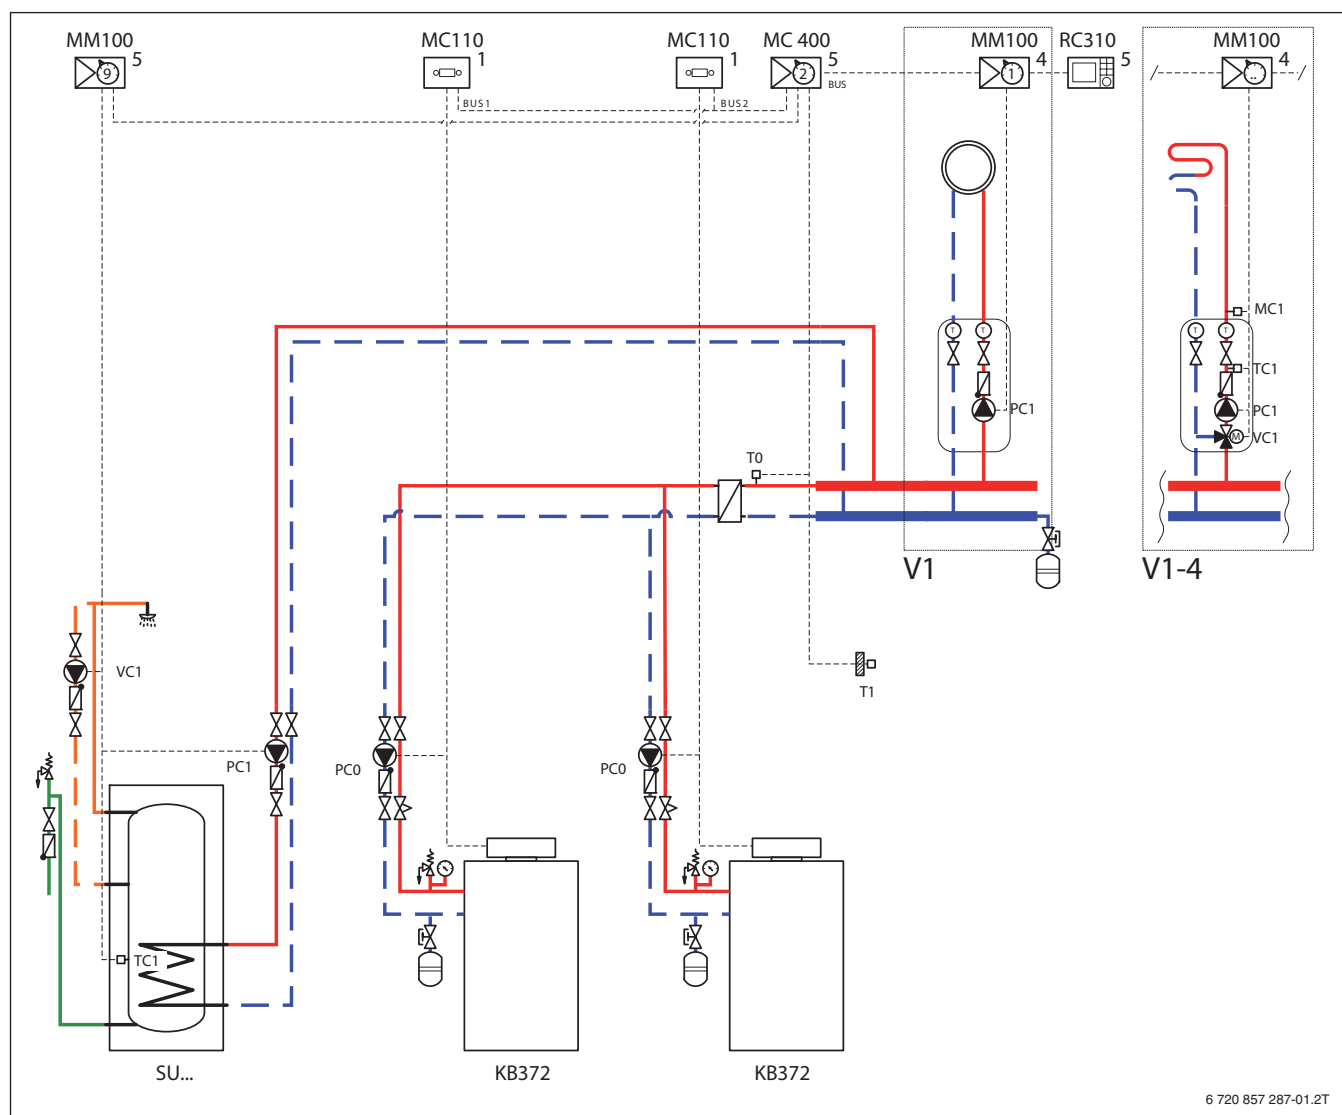 MM100
5
9
MC110
1
MC110
1
MC 400
5
2
MM100
4
1
RC310
5
MM100
4
..
BUS1
BUS2
BUS
MC1
T
T
T
T
TC1
PC1
PC1
M
VC1
T0
V1
V1-4
VC1
T1
PC1
PC0
PC0
TC1
SU...
KB372
KB372
6 720 857 287-01.2T